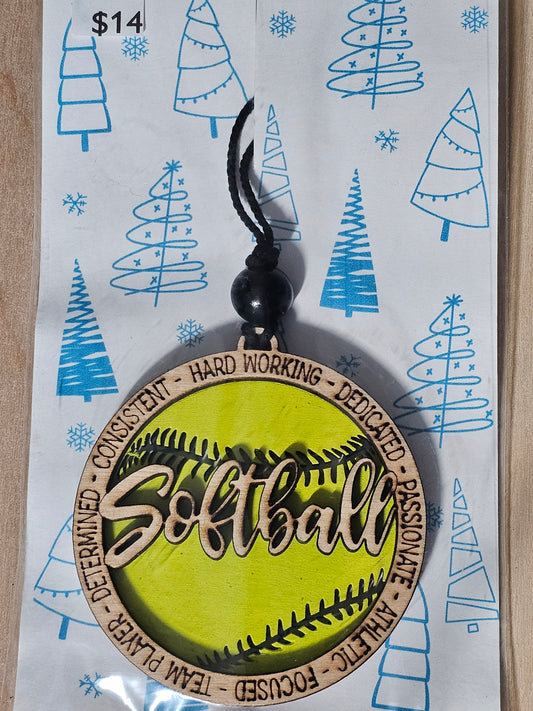 $14
HARD WORKING - DEDICATED - PASSIONATE - ATHLETIC - FOCUSED - TEAM PLAYER - DETERMINED - CONSISTENT -
Softball